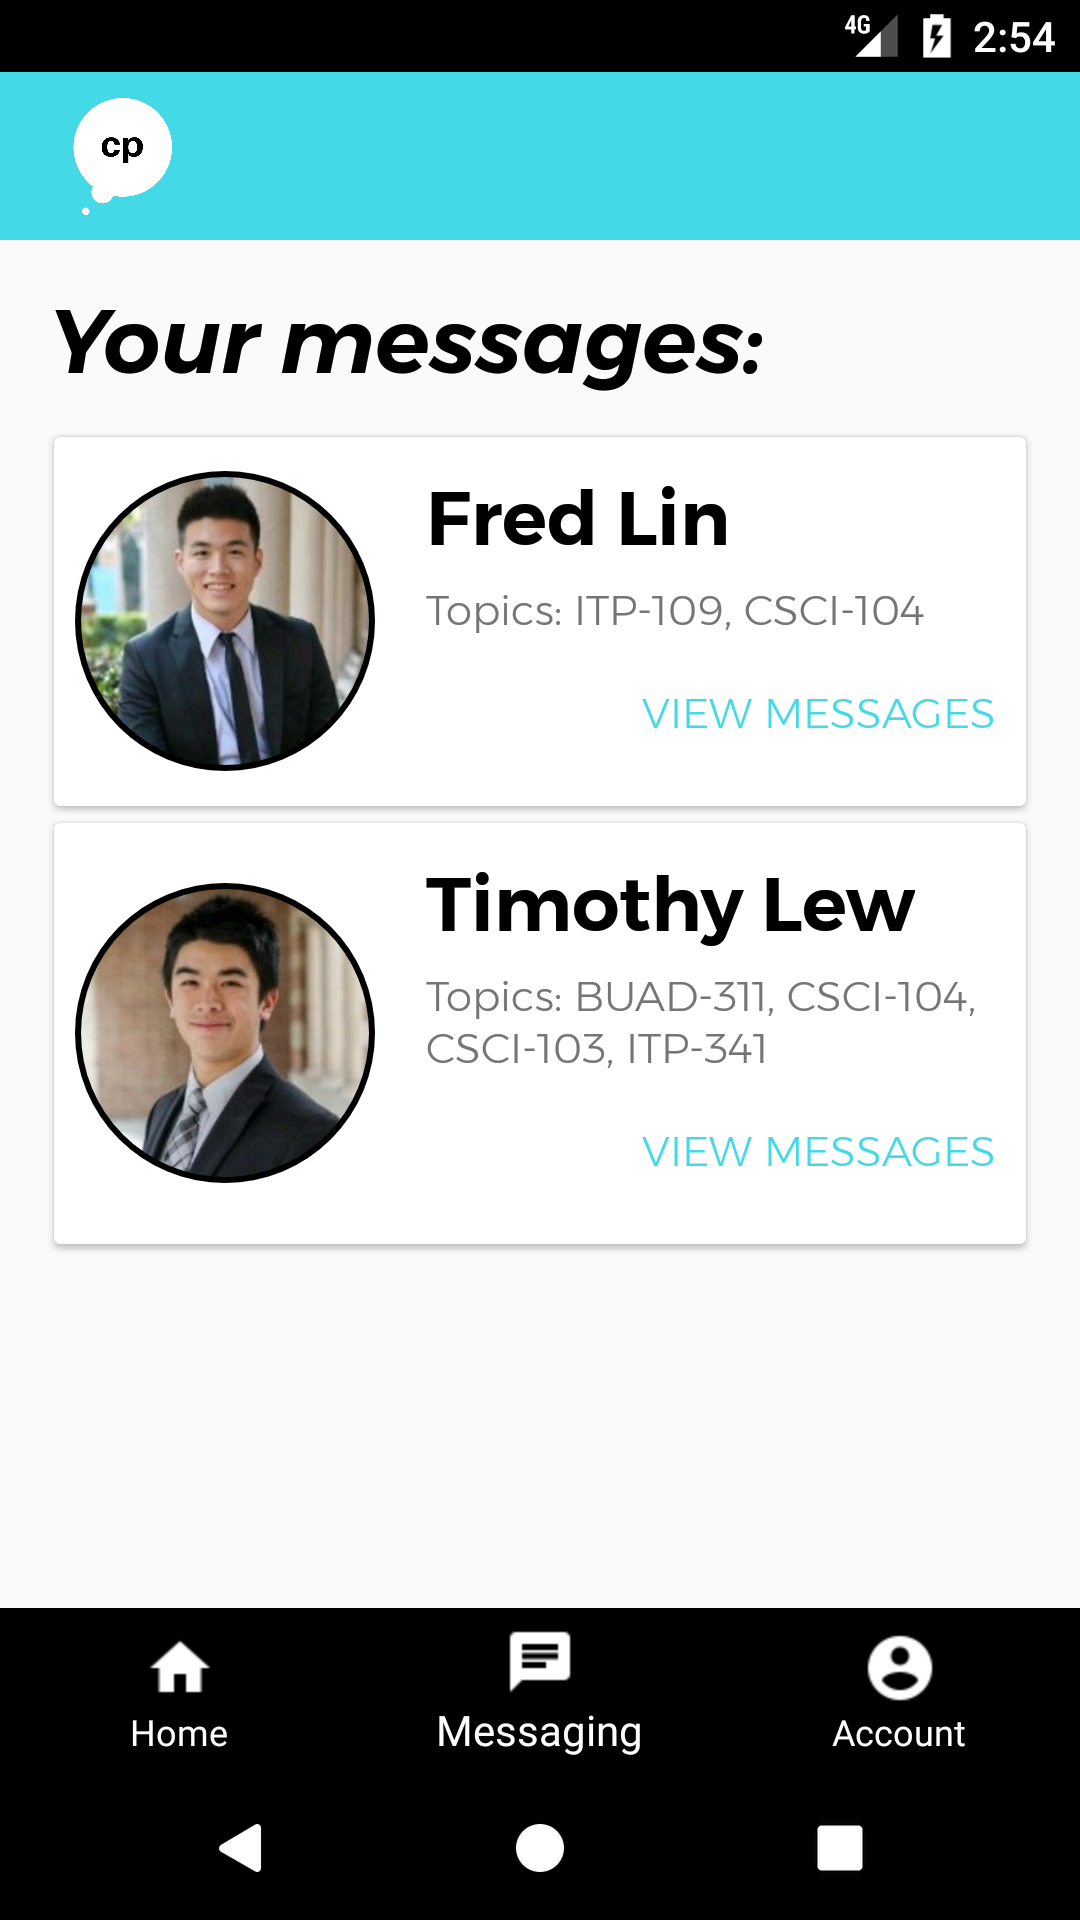 4G 2:54
cp
Your messages:
Fred Lin
Topics: ITP-109, CSCI-104
VIEW MESSAGES
Timothy Lew
Topics: BUAD-311, CSCI-104,
CSCI-103, ITP-341
VIEW MESSAGES
Home Messaging Account